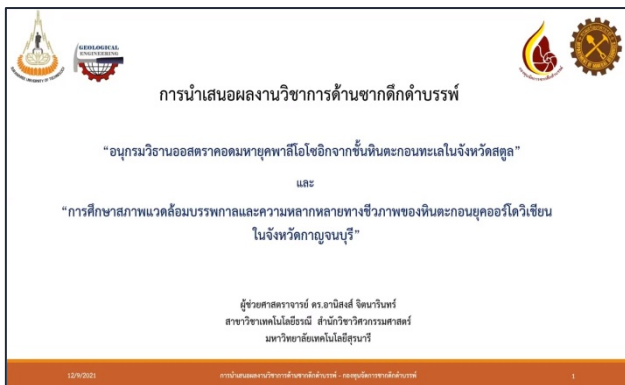 GEOLOGICAL
ENGINEERING
การนำเสนอผลงานวิชาการด้านซากดึกดำบรรพ์
“อนุกรมวิธานออสตราคอดมหายุคพาลีโอโซอิกจากชั้นหินตะกอนทะเลในจังหวัดสตูล”
และ
“การศึกษาสภาพแวดล้อมบรรพกาลและความหลากหลายทางชีวภาพของหินตะกอนยุคออร์โดวิเชียน
ในจังหวัดกาญจนบุรี”
ผู้ช่วยศาสตราจารย์ ดร.อานิสงส์ จิตนารินทร์
สาขาวิชาเทคโนโลยีธรณี สำนักวิชาวิศวกรรมศาสตร์
มหาวิทยาลัยเทคโนโลยีสุรนารี
12/9/2021
การนำเสนอผลงานวิชาการด้านซากดึกดำบรรพ์ - กองทุนจัดการซากดึกดำบรรพ์
1